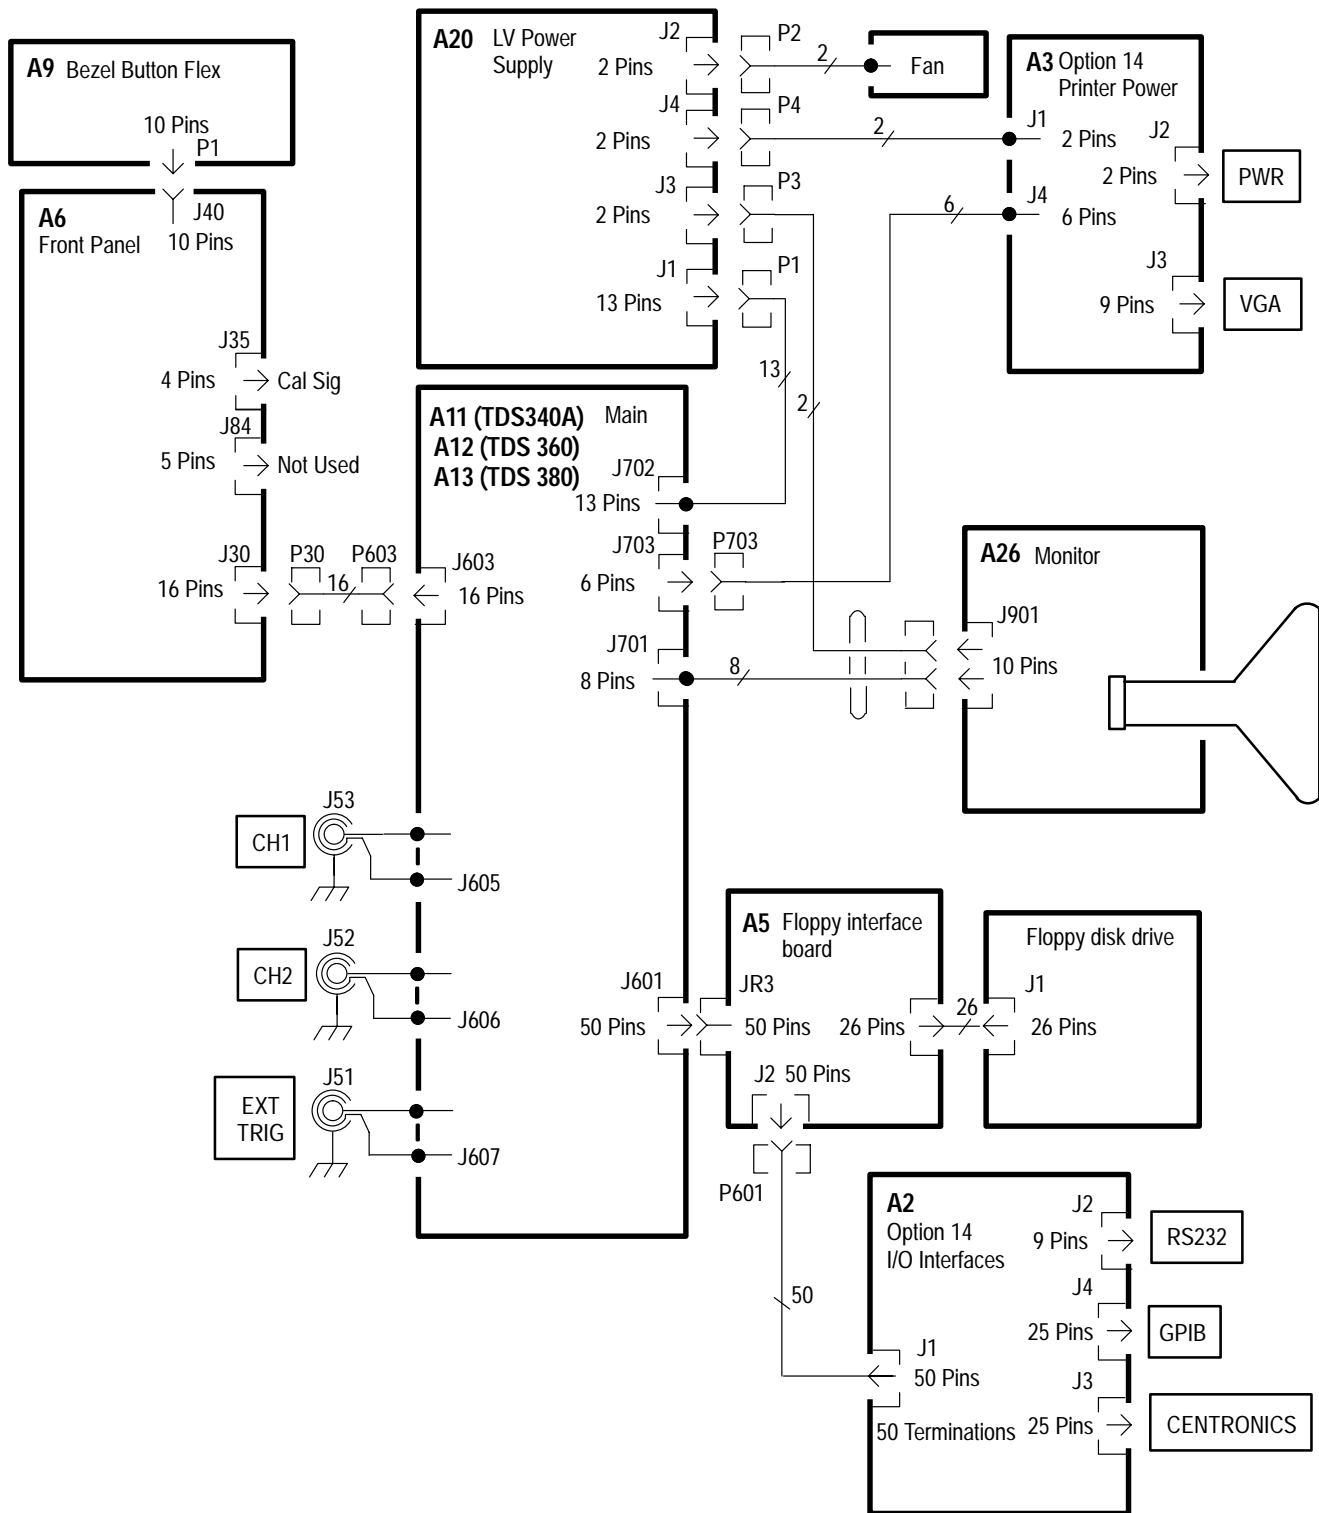 A9 Bezel Button Flex
10 Pins
P1
A6
Front Panel
J40
10 Pins
J35
4 Pins
Cal Sig
J84
5 Pins
Not Used
J30
16 Pins
P30
16
P603
A20 LV Power
Supply
J2
2 Pins
P2
2
Fan
J4
2 Pins
P4
2
J3
2 Pins
P3
2
J1
13 Pins
P1
13
A3 Option 14
Printer Power
J1
2 Pins
J2
2 Pins
PWR
6
J4
6 Pins
J3
9 Pins
VGA
A11 (TDS340A) Main
A12 (TDS 360)
A13 (TDS 380)
J702
13 Pins
J703
6 Pins
P703
J603
16 Pins
J701
8 Pins
8
A26 Monitor
J901
10 Pins
CH1
J53
J605
CH2
J52
J606
EXT
TRIG
J51
J607
J601
50 Pins
A5 Floppy interface
board
JR3
50 Pins
26 Pins
26
J2 50 Pins
P601
50
Floppy disk drive
J1
26 Pins
A2
Option 14
I/O Interfaces
J2
9 Pins
RS232
J4
25 Pins
GPIB
J1
50 Pins
50 Terminations
J3
25 Pins
CENTRONICS